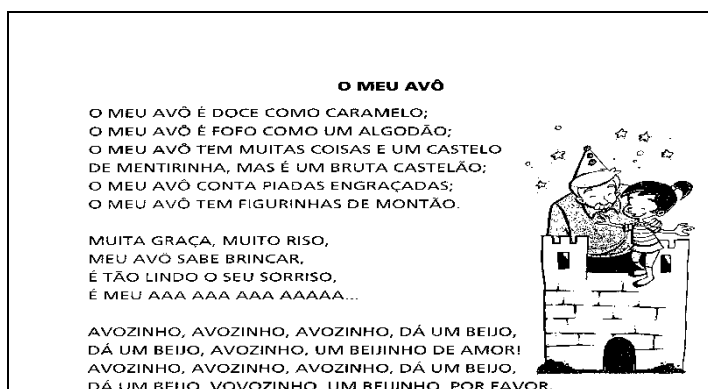 O MEU AVÔ
O MEU AVÔ É DOCE COMO CARAMELO;
O MEU AVÔ É FOFO COMO UM ALGODÃO;
O MEU AVÔ TEM MUITAS COISAS E UM CASTELO
DE MENTIRINHA, MAS É UM BRUTA CASTELÃO;
O MEU AVÔ CONTA PIADAS ENGRAÇADAS;
O MEU AVÔ TEM FIGURINHAS DE MONTÃO.
MUITA GRAÇA, MUITO RISO,
MEU AVÔ SABE BRINCAR,
É TÃO LINDO O SEU SORRISO,
É MEU AAA AAA AAA AAAAA...
AVOZINHO, AVOZINHO, AVOZINHO, DÁ UM BEIJO,
DÁ UM BEIJO, AVOZINHO, UM BEIJINHO DE AMOR!
AVOZINHO, AVOZINHO, AVOZINHO, DÁ UM BEIJO,
DÁ UM BEIJO, VOVOZINHO, UM BEIJINHO, POR FAVOR.